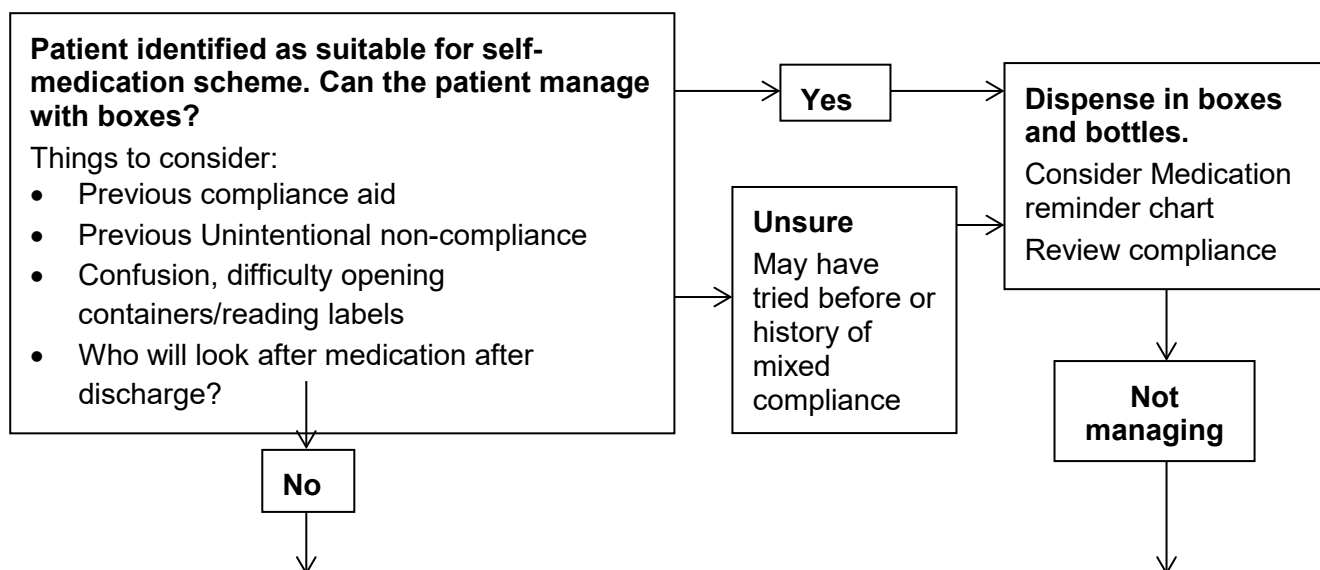 Patient identified as suitable for self-
medication scheme. Can the patient manage
with boxes?
Things to consider:
• Previous compliance aid
• Previous Unintentional non-compliance
• Confusion, difficulty opening
containers/reading labels
• Who will look after medication after
discharge?
Yes
Dispense in boxes
and bottles.
Consider Medication
reminder chart
Review compliance
Unsure
May have
tried before or
history of
mixed
compliance
Not
managing
No